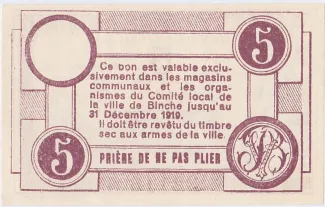 5
Ce bon est valable exclu-
sivement dans les magasins
communaux et les orga-
nismes du Comité local de
la ville de Binche jusqu'au
31 Décembre 1919.
Il doit être revêtu du timbre
sec aux armes de la ville
5
PRIÈRE DE NE PAS PLIER